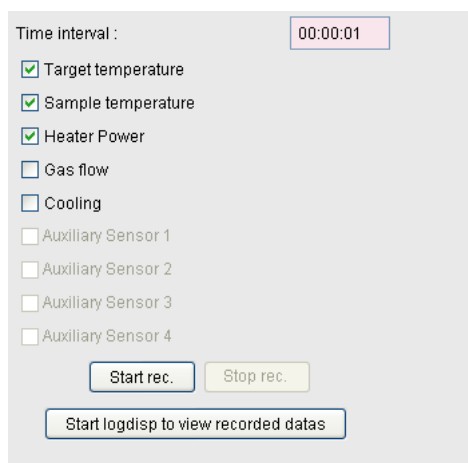 Time interval : 00:00:01
Target temperature
Sample temperature
Heater Power
Gas flow
Cooling
Auxiliary Sensor 1
Auxiliary Sensor 2
Auxiliary Sensor 3
Auxiliary Sensor 4
Start rec. Stop rec.
Start logdisp to view recorded datas